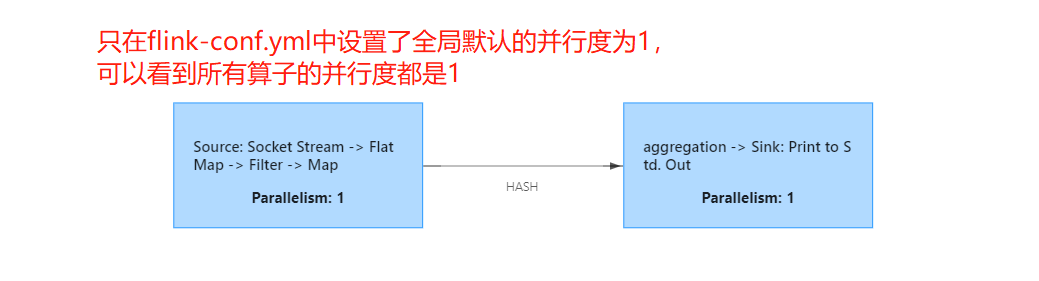 只在flink-conf.yml中设置了全局默认的并行度为1，
可以看到所有算子的并行度都是1
Source: Socket Stream -> Flat
Map -> Filter -> Map
Parallelism: 1
HASH
aggregation -> Sink: Print to S
td. Out
Parallelism: 1